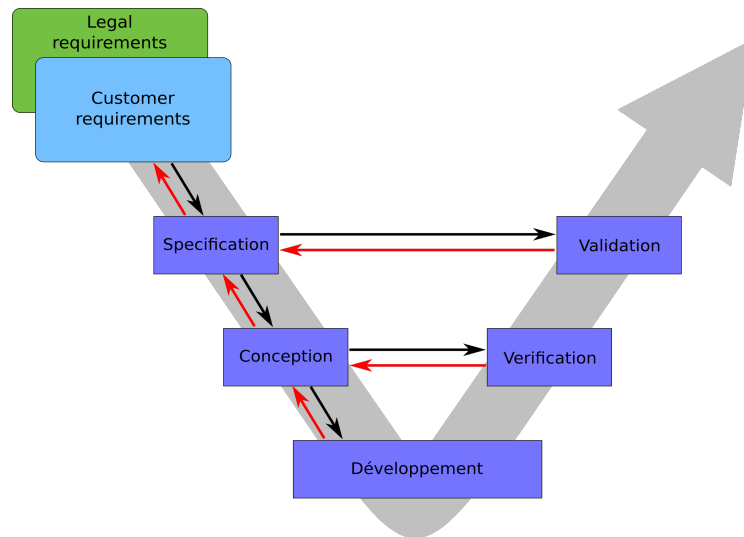 Legal
requirements
Customer
requirements
Specification
Validation
Conception
Verification
Développement